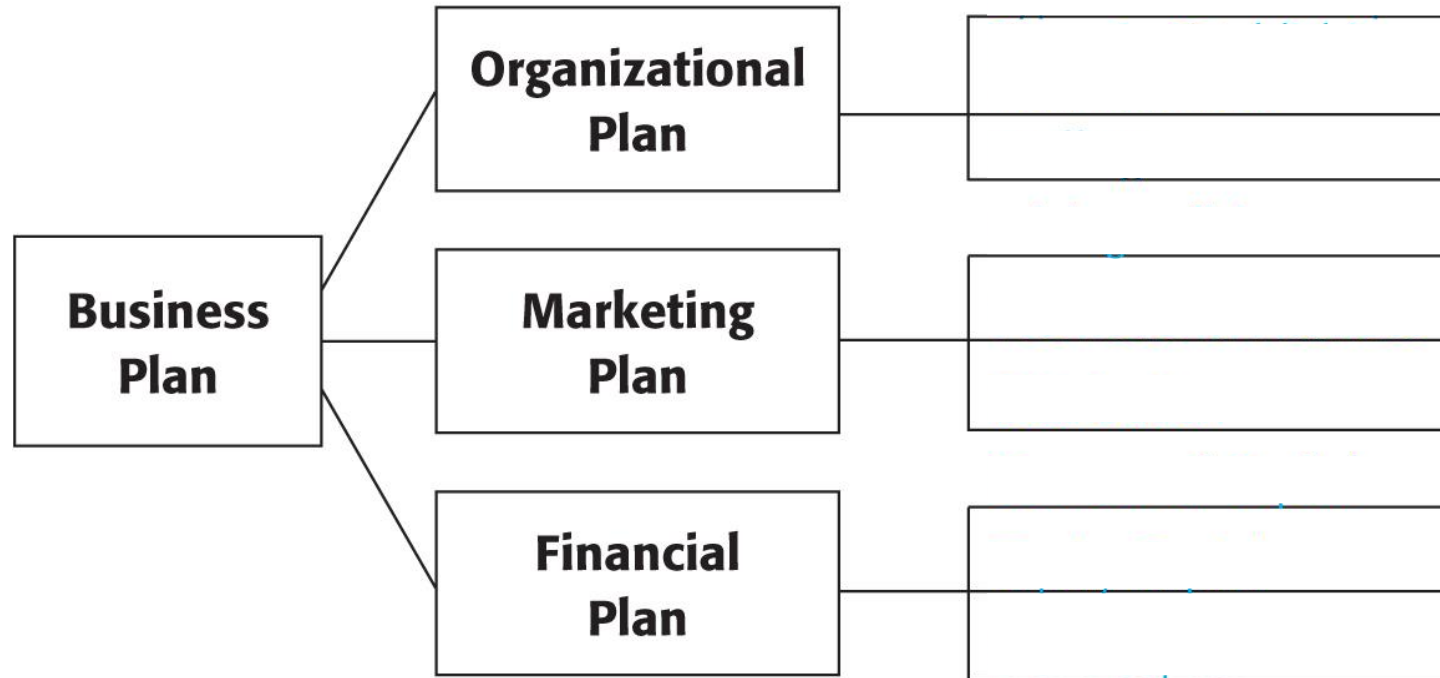 Organizational
Plan
Business
Plan
Marketing
Plan
Financial
Plan